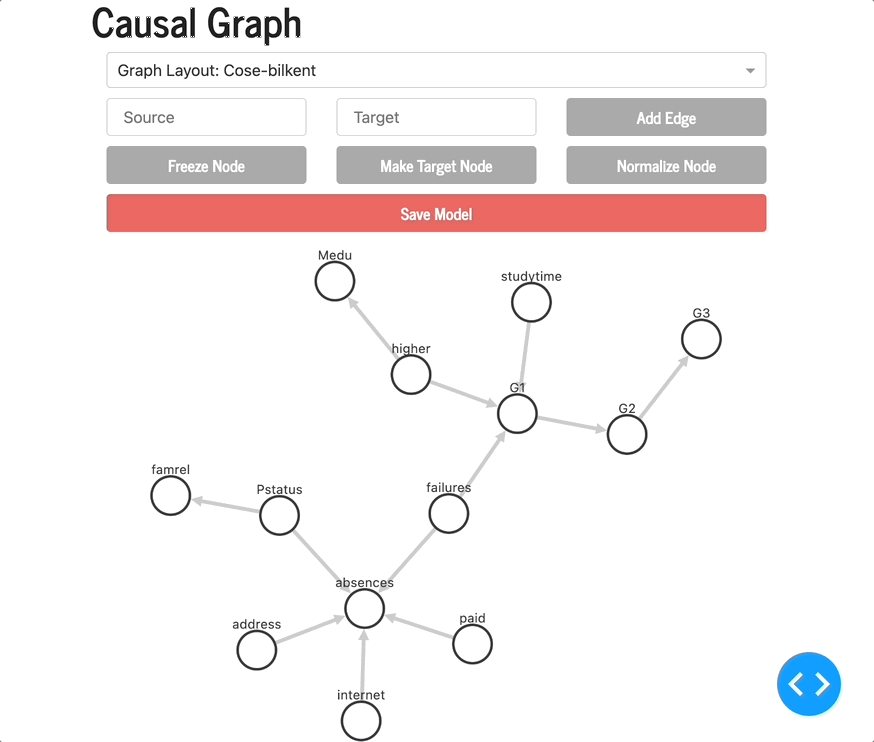 Causal Graph
Graph Layout: Cose-bilkent
Source
Target
Add Edge
Freeze Node
Make Target Node
Normalize Node
Save Model
Medu
studytime
G3
higher
G1
G2
famrel
Pstatus
failures
absences
address
paid
internet